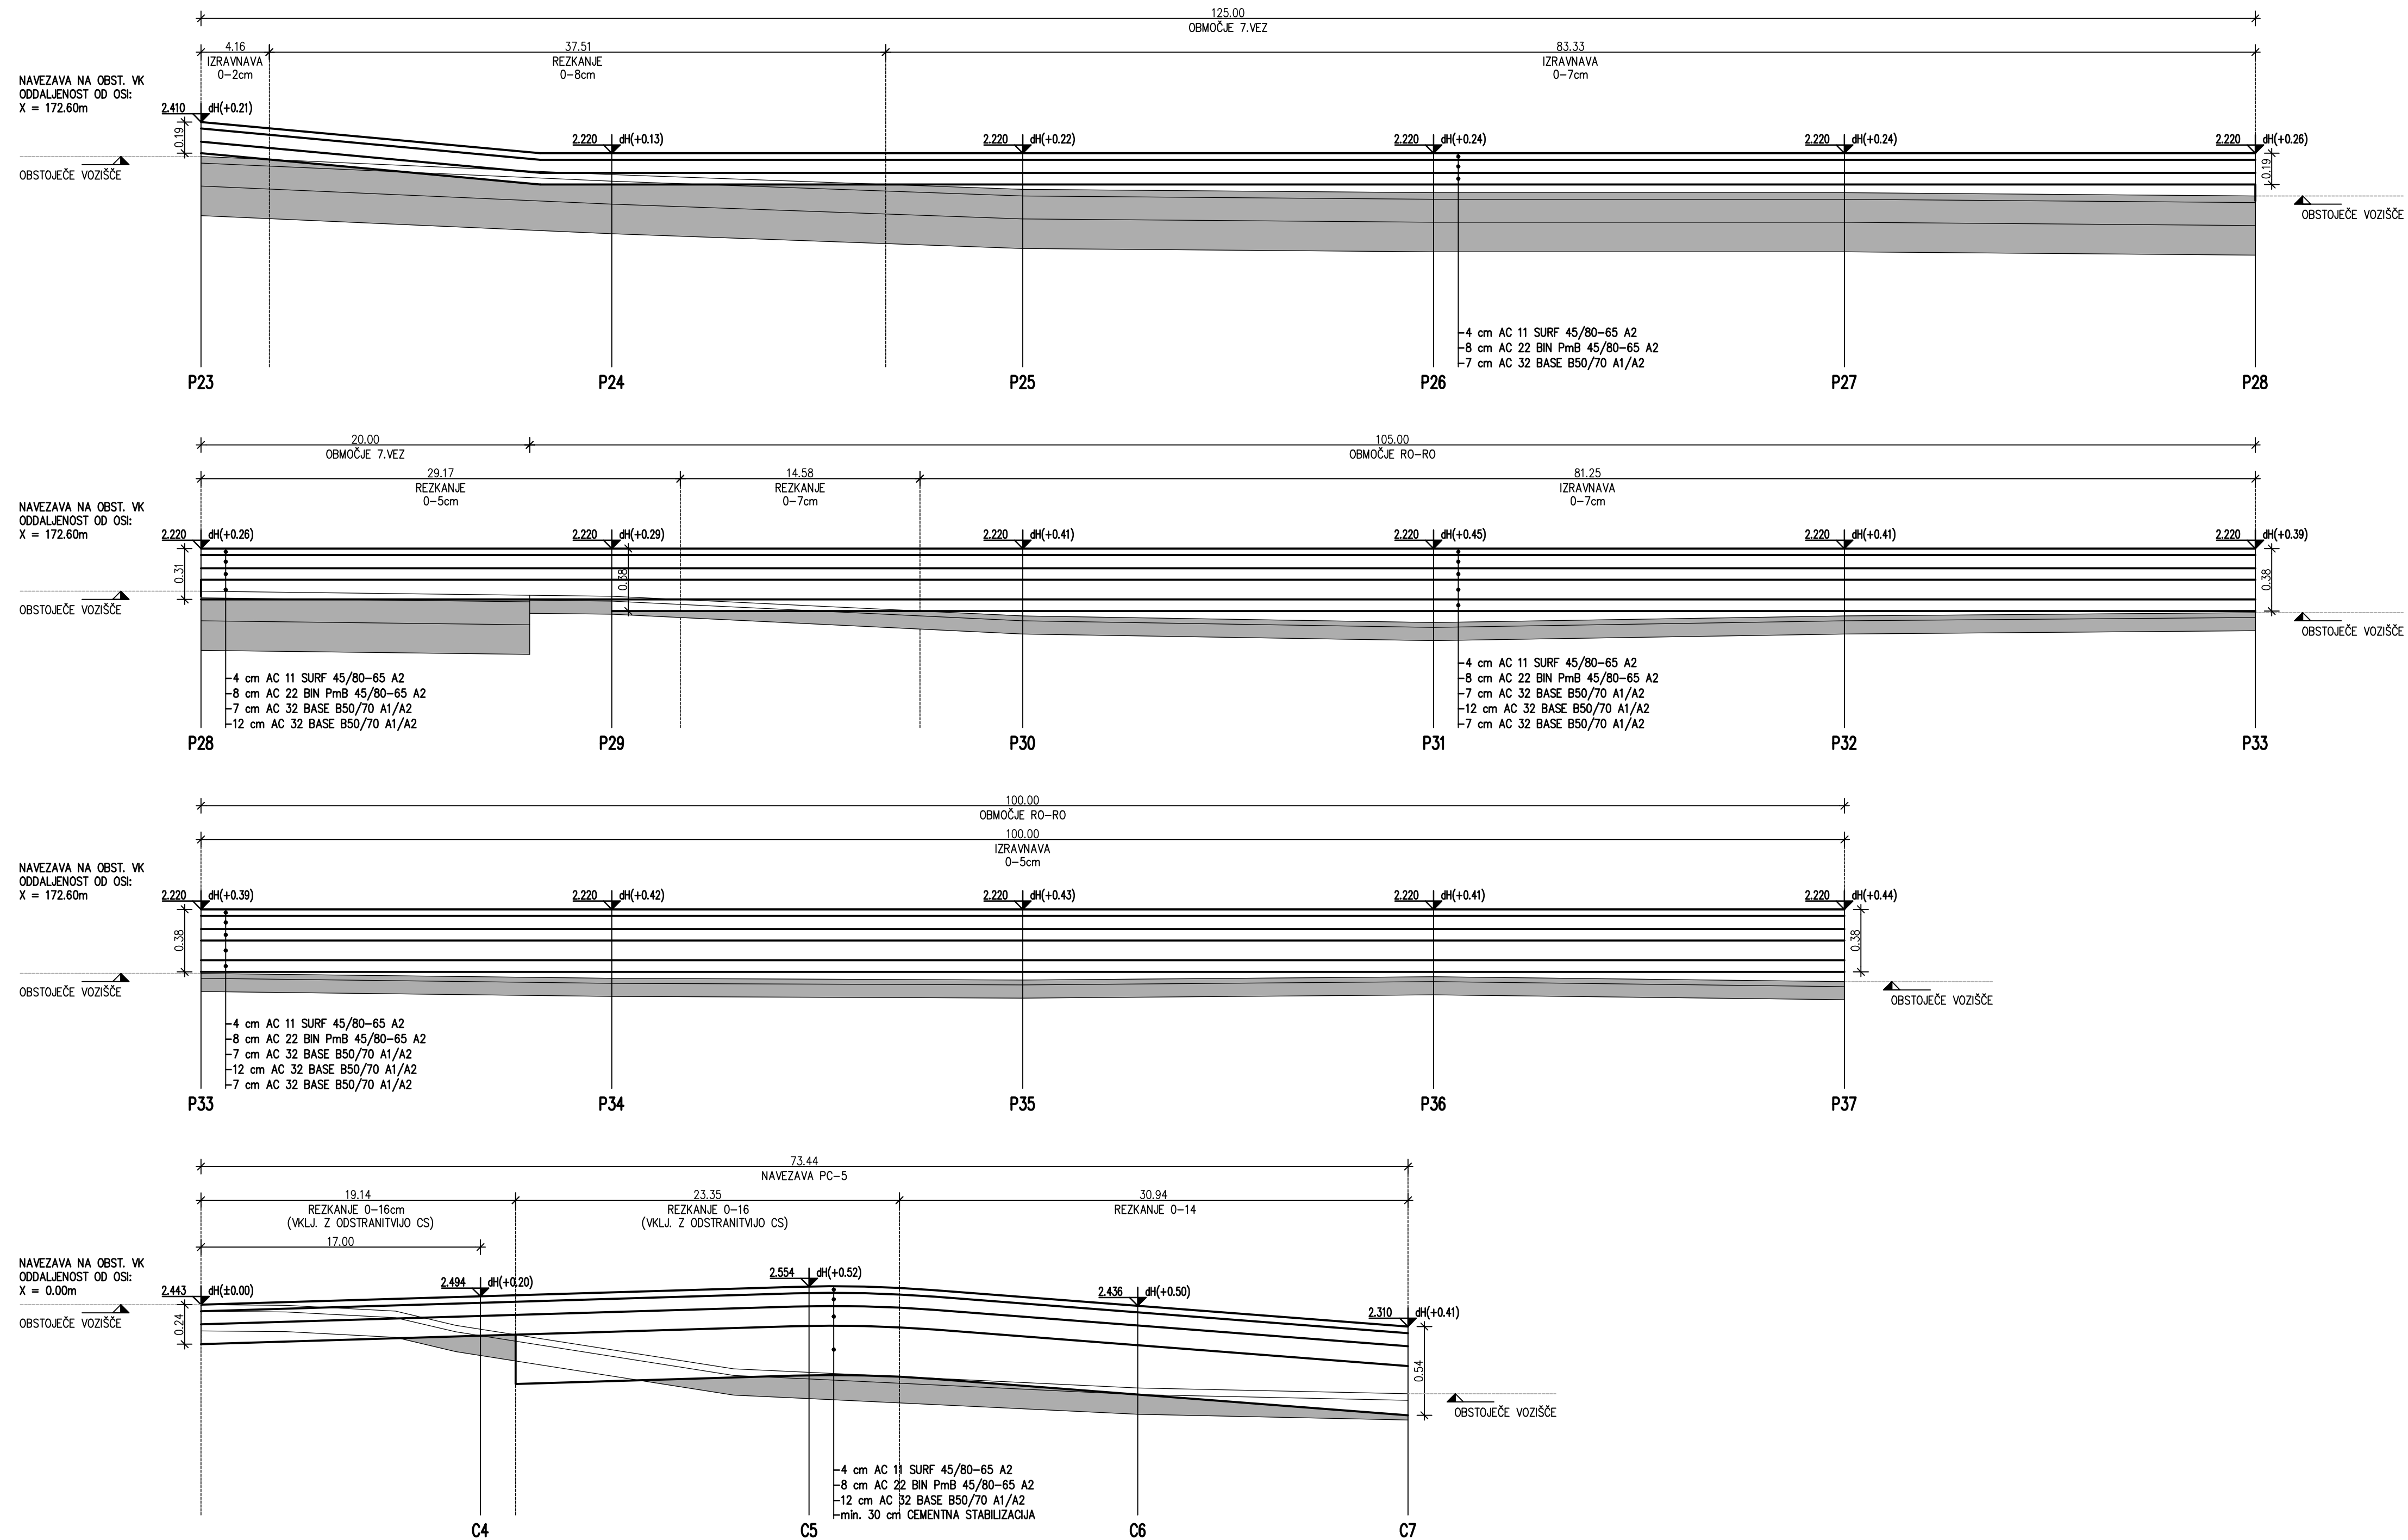 125.00
OBMOČJE 7.VEZ
4.16
IZRAVNAVA
0-2cm
37.51
REZKANJE
0-8cm
83.33
IZRAVNAVA
0-7cm
NAVEZAVA NA OBST. VK
ODDALJENOST OD OSI:
X = 172.60m
2.410 dH(+0.21)
2.220 dH(+0.13)
2.220 dH(+0.22)
2.220 dH(+0.24)
2.220 dH(+0.24)
2.220 dH(+0.26)
0.19
0.19
OBSTOJEČE VOZIŠČE
OBSTOJEČE VOZIŠČE
4 cm AC 11 SURF 45/80-65 A2
8 cm AC 22 BIN PmB 45/80-65 A2
7 cm AC 32 BASE B50/70 A1/A2
P23 P24 P25 P26 P27 P28
20.00
OBMOČJE 7.VEZ
105.00
OBMOČJE RO-RO
29.17
REZKANJE
0-5cm
14.58
REZKANJE
0-7cm
81.25
IZRAVNAVA
0-7cm
NAVEZAVA NA OBST. VK
ODDALJENOST OD OSI:
X = 172.60m
2.220 dH(+0.26)
2.220 dH(+0.29)
2.220 dH(+0.41)
2.220 dH(+0.45)
2.220 dH(+0.41)
2.220 dH(+0.39)
0.31
0.38
0.38
OBSTOJEČE VOZIŠČE
OBSTOJEČE VOZIŠČE
4 cm AC 11 SURF 45/80-65 A2
8 cm AC 22 BIN PmB 45/80-65 A2
7 cm AC 32 BASE B50/70 A1/A2
12 cm AC 32 BASE B50/70 A1/A2
4 cm AC 11 SURF 45/80-65 A2
8 cm AC 22 BIN PmB 45/80-65 A2
7 cm AC 32 BASE B50/70 A1/A2
12 cm AC 32 BASE B50/70 A1/A2
7 cm AC 32 BASE B50/70 A1/A2
P28 P29 P30 P31 P32 P33
100.00
OBMOČJE RO-RO
100.00
IZRAVNAVA
0-5cm
NAVEZAVA NA OBST. VK
ODDALJENOST OD OSI:
X = 172.60m
2.220 dH(+0.39)
2.220 dH(+0.42)
2.220 dH(+0.43)
2.220 dH(+0.41)
2.220 dH(+0.44)
0.38
0.38
OBSTOJEČE VOZIŠČE
OBSTOJEČE VOZIŠČE
4 cm AC 11 SURF 45/80-65 A2
8 cm AC 22 BIN PmB 45/80-65 A2
7 cm AC 32 BASE B50/70 A1/A2
12 cm AC 32 BASE B50/70 A1/A2
7 cm AC 32 BASE B50/70 A1/A2
P33 P34 P35 P36 P37
73.44
NAVEZAVA PC-5
19.14
REZKANJE 0-16cm
(VKLJ. Z ODSTRANITVIJO CS)
23.35
REZKANJE 0-16
(VKLJ. Z ODSTRANITVIJO CS)
30.94
REZKANJE 0-14
17.00
NAVEZAVA NA OBST. VK
ODDALJENOST OD OSI:
X = 0.00m
2.443 dH(±0.00)
2.494 dH(+0.20)
2.554 dH(+0.52)
2.436 dH(+0.50)
2.310 dH(+0.41)
0.24
0.54
OBSTOJEČE VOZIŠČE
OBSTOJEČE VOZIŠČE
4 cm AC 11 SURF 45/80-65 A2
8 cm AC 22 BIN PmB 45/80-65 A2
12 cm AC 32 BASE B50/70 A1/A2
min. 30 cm CEMENTNA STABILIZACIJA
C4 C5 C6 C7